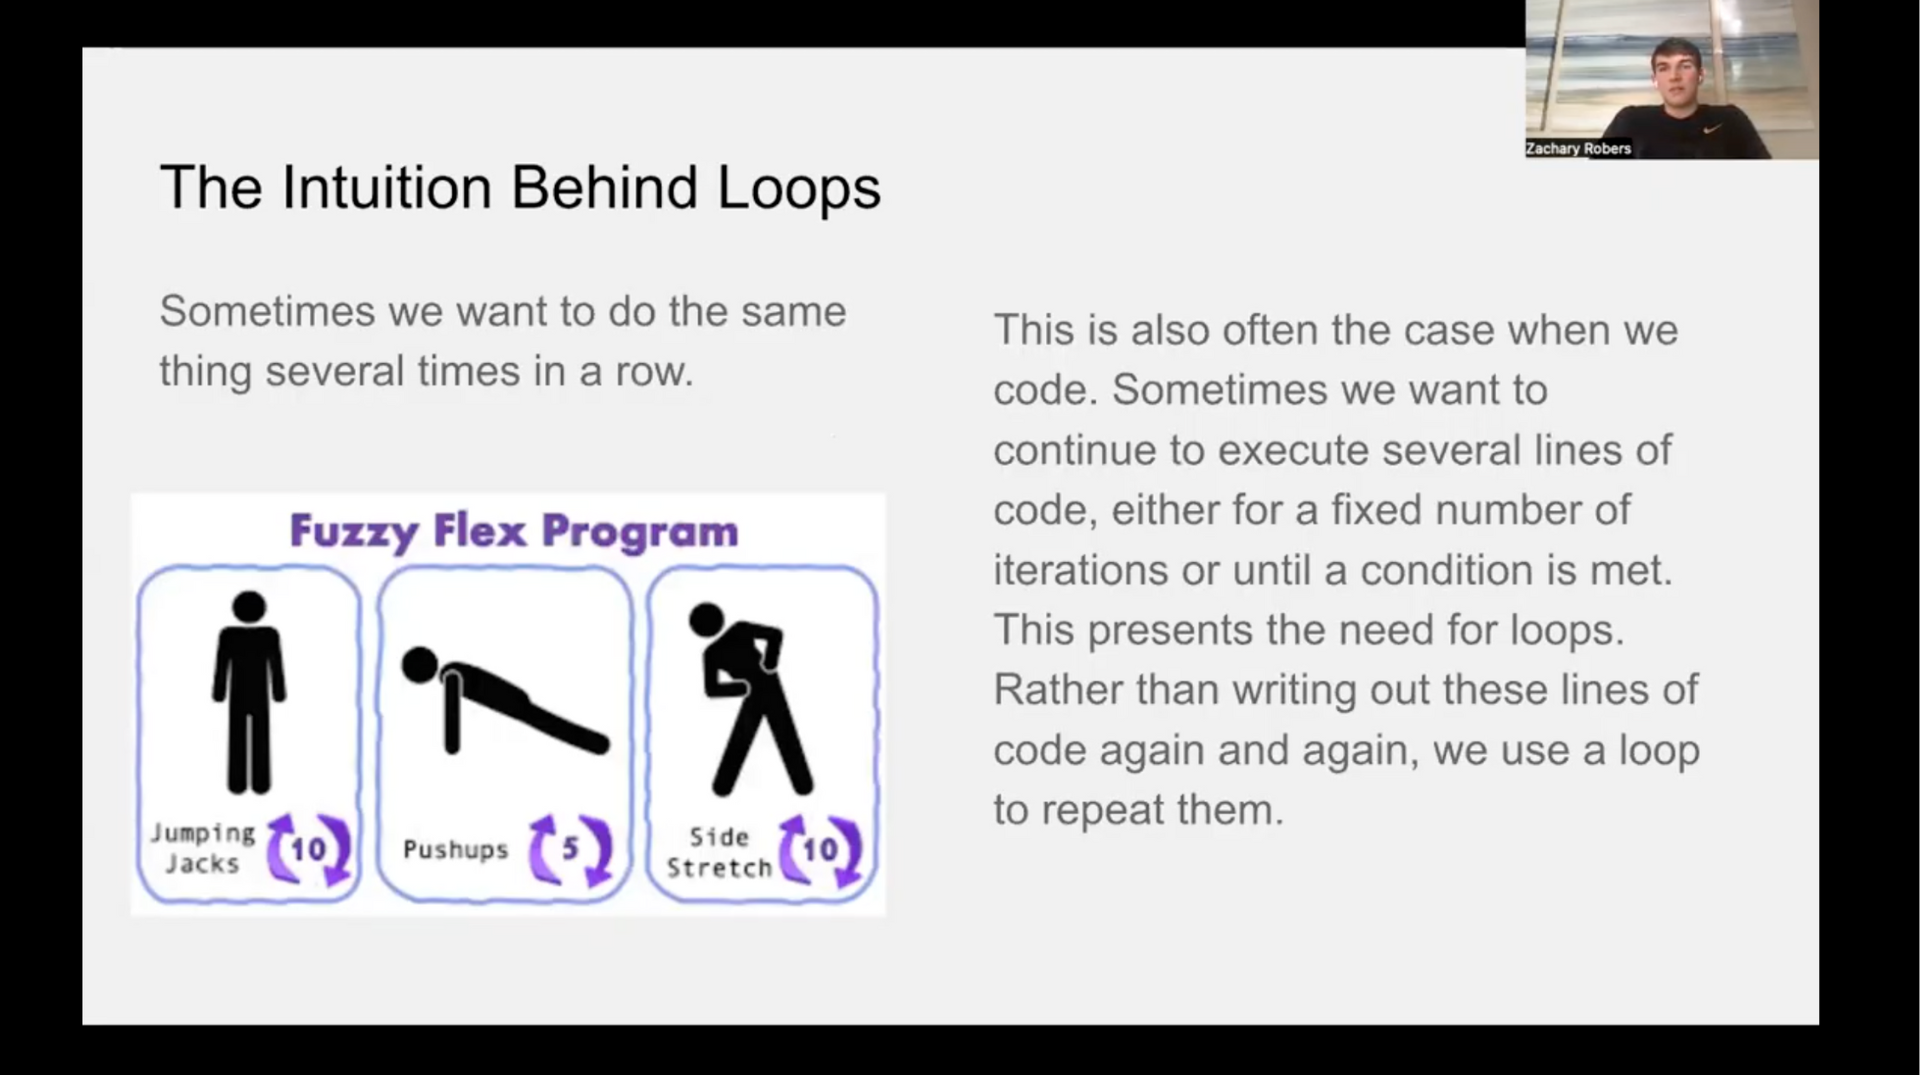 Zachary Robers
The Intuition Behind Loops
Sometimes we want to do the same
thing several times in a row.
Fuzzy Flex Program
Jumping
Jacks
10
Pushups
5
Side
Stretch
10
This is also often the case when we
code. Sometimes we want to
continue to execute several lines of
code, either for a fixed number of
iterations or until a condition is met.
This presents the need for loops.
Rather than writing out these lines of
code again and again, we use a loop
to repeat them.